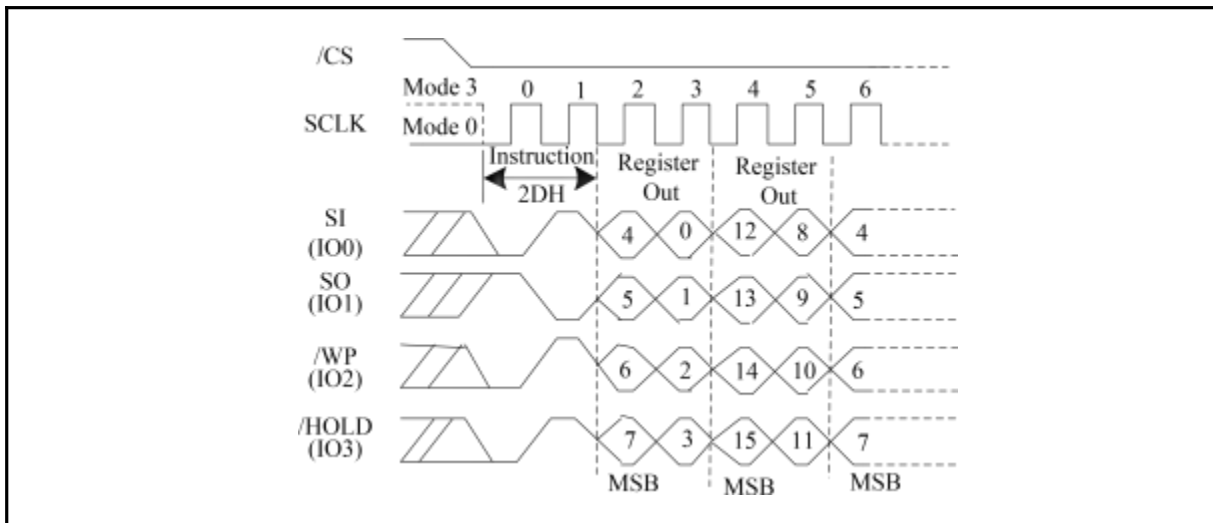 /CS
Mode 3 0 1 2 3 4 5 6
SCLK Mode 0
Instruction Register Register
2DH Out Out
SI
(IO0) 4 0 12 8 4
SO
(IO1) 5 1 13 9 5
/WP
(IO2) 6 2 14 10 6
/HOLD
(IO3) 7 3 15 11 7
MSB MSB MSB